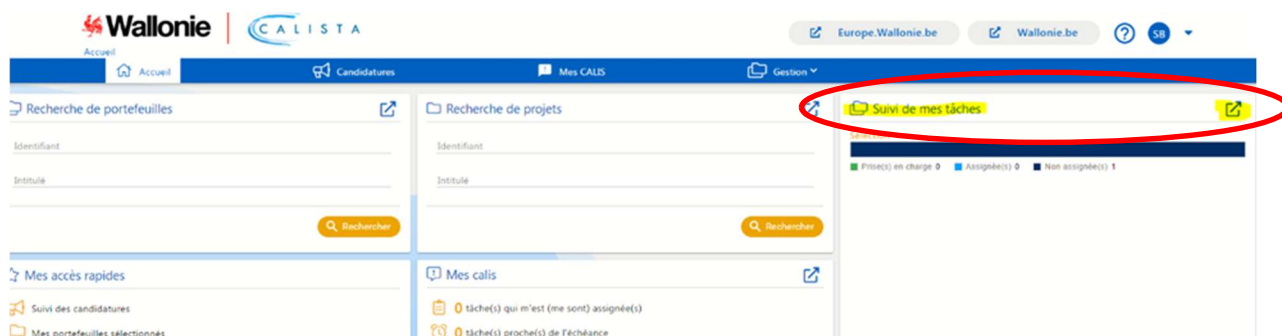 Wallonie
CALISTA
Europe.Wallonie.be
Wallonie.be
?
SB
Accueil
Accueil
Candidatures
Mes CALIS
Gestion
Recherche de portefeuilles
Identifiant
Intitulé
Rechercher
Recherche de projets
Identifiant
Intitulé
Rechercher
Suivi de mes tâches
Prise(s) en charge 0
Assignée(s) 0
Non assignée(s) 1
Mes accès rapides
Suivi des candidatures
Mes portefeuilles sélectionnés
Mes calis
0 tâche(s) qui m'est (me sont) assignée(s)
0 tâche(s) proche(s) de l'échéance